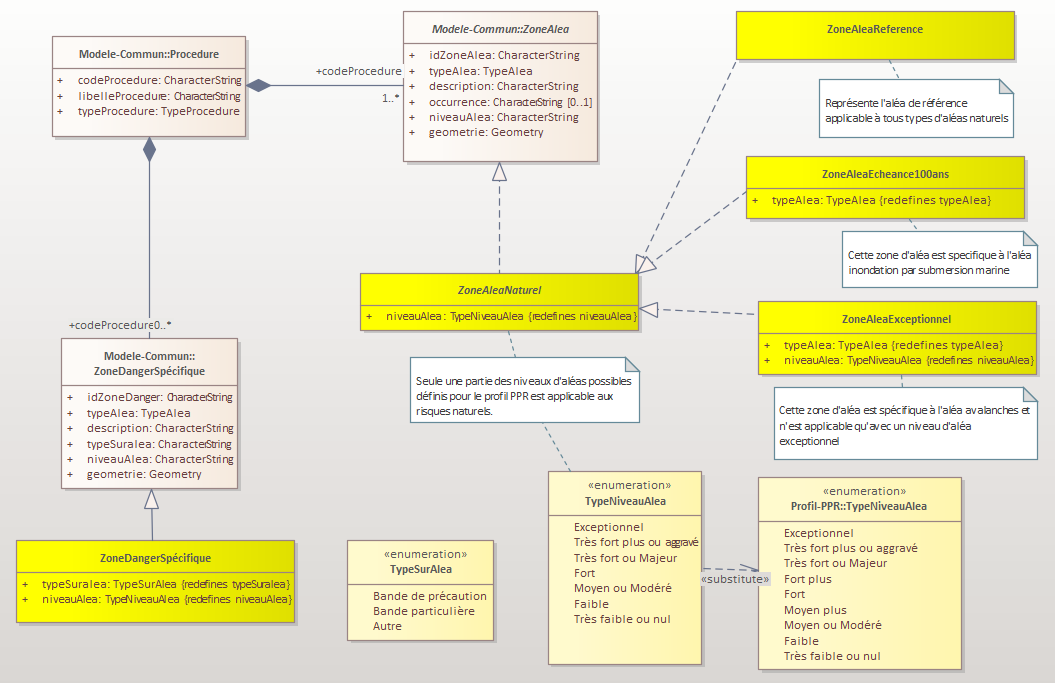 Modele-Commun::Procedure
+ codeProcedure: CharacterString
+ libelleProcedure: CharacterString
+ typeProcedure: TypeProcedure
+codeProcedure
1..*
Modele-Commun::ZoneAlea
+ idZoneAlea: CharacterString
+ typeAlea: TypeAlea
+ description: CharacterString
+ occurrence: CharacterString [0..1]
+ niveauAlea: CharacterString
+ geometrie: Geometry
ZoneAleaReference
Représente l'aléa de référence
applicable à tous types d'aléas naturels
ZoneAleaEcheance100ans
+ typeAlea: TypeAlea {redefines typeAlea}
Cette zone d'aléa est specifique à l'aléa
inondation par submersion marine
ZoneAleaNaturel
+ niveauAlea: TypeNiveauAlea {redefines niveauAlea}
ZoneAleaExceptionnel
+ typeAlea: TypeAlea {redefines typeAlea}
+ niveauAlea: TypeNiveauAlea {redefines niveauAlea}
+codeProcedure0..*
Modele-Commun::
ZoneDangerSpécifique
+ idZoneDanger: CharacterString
+ typeAlea: TypeAlea
+ description: CharacterString
+ typeSuralea: CharacterString
+ niveauAlea: CharacterString
+ geometrie: Geometry
Seule une partie des niveaux d'aléas possibles
définis pour le profil PPR est applicable aux
risques naturels.
Cette zone d'aléa est spécifique à l'aléa avalanches et
n'est applicable qu'avec un niveau d'aléa
exceptionnel
ZoneDangerSpécifique
+ typeSuralea: TypeSurAlea {redefines typeSuralea}
+ niveauAlea: TypeNiveauAlea {redefines niveauAlea}
«enumeration»
TypeSurAlea
Bande de précaution
Bande particulière
Autre
«enumeration»
TypeNiveauAlea
Exceptionnel
Très fort plus ou aggravé
Très fort ou Majeur
Fort
Moyen ou Modéré
Faible
Très faible ou nul
«substitute»
«enumeration»
Profil-PPR::TypeNiveauAlea
Exceptionnel
Très fort plus ou aggravé
Très fort ou Majeur
Fort plus
Fort
Moyen plus
Moyen ou Modéré
Faible
Très faible ou nul